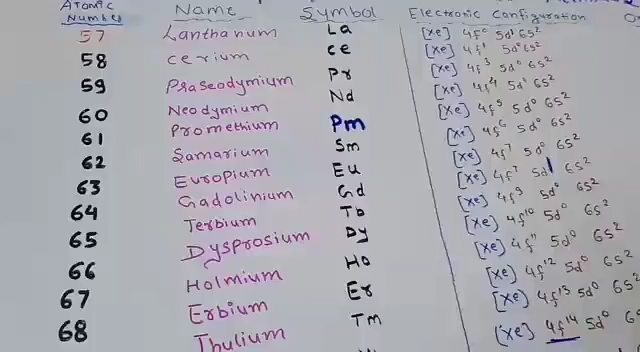 Atomic Number Name Symbol Electronic Configuration
57 Lanthanum La [Xe] 4f⁰ 5d¹ 6s²
58 Cerium Ce [Xe] 4f¹ 5d⁰ 6s²
59 Praseodymium Pr [Xe] 4f³ 5d⁰ 6s²
60 Neodymium Nd [Xe] 4f⁴ 5d⁰ 6s²
61 Promethium Pm [Xe] 4f⁵ 5d⁰ 6s²
62 Samarium Sm [Xe] 4f⁶ 5d⁰ 6s²
63 Europium Eu [Xe] 4f⁷ 5d⁰ 6s²
64 Gadolinium Gd [Xe] 4f⁷ 5d¹ 6s²
65 Terbium Tb [Xe] 4f⁹ 5d⁰ 6s²
66 Dysprosium Dy [Xe] 4f¹⁰ 5d⁰ 6s²
67 Holmium Ho [Xe] 4f¹¹ 5d⁰ 6s²
68 Erbium Er [Xe] 4f¹² 5d⁰ 6s²
Thulium Tm [Xe] 4f¹³ 5d⁰ 6s²
[Xe] 4f¹⁴ 5d⁰